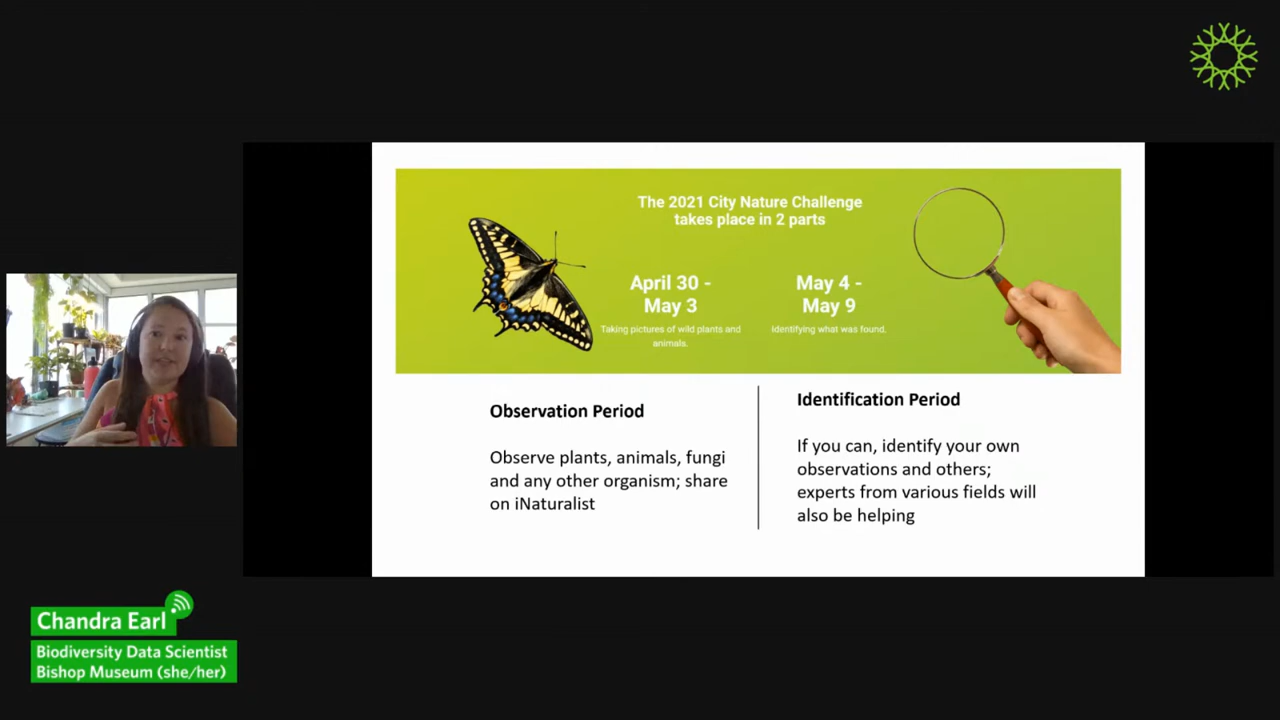 The 2021 City Nature Challenge
takes place in 2 parts
April 30 -
May 3
Taking pictures of wild plants and
animals.
May 4 -
May 9
Identifying what was found.
Observation Period
Observe plants, animals, fungi
and any other organism; share
on iNaturalist
Identification Period
If you can, identify your own
observations and others;
experts from various fields will
also be helping
Chandra Earl
Biodiversity Data Scientist
Bishop Museum (she/her)